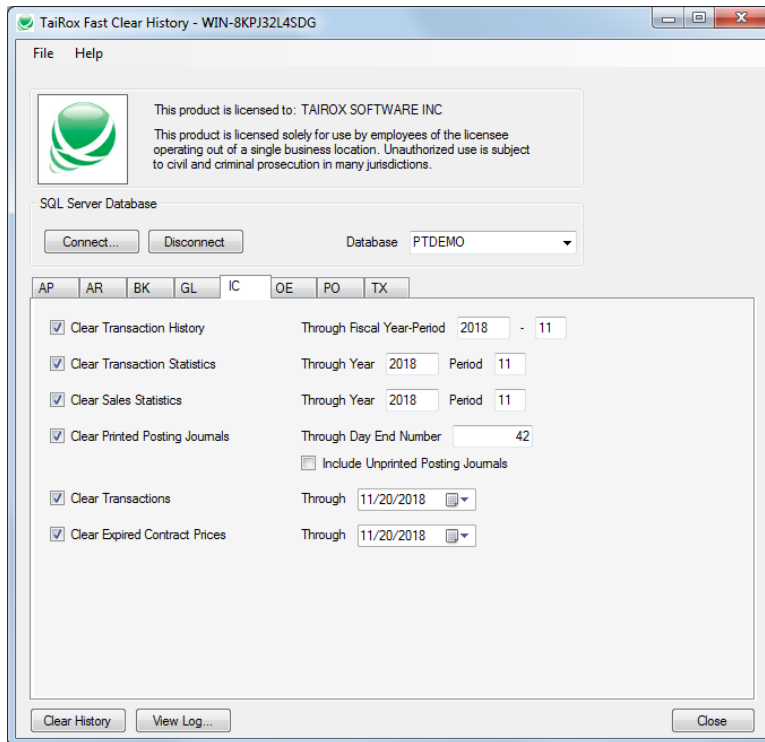 TaiRox Fast Clear History - WIN-8KPJ32L4SDG
File Help
This product is licensed to: TAIROX SOFTWARE INC
This product is licensed solely for use by employees of the licensee
operating out of a single business location. Unauthorized use is subject
to civil and criminal prosecution in many jurisdictions.
SQL Server Database
Connect... Disconnect Database PTDEMO
AP AR BK GL IC OE PO TX
Clear Transaction History Through Fiscal Year-Period 2018 - 11
Clear Transaction Statistics Through Year 2018 Period 11
Clear Sales Statistics Through Year 2018 Period 11
Clear Printed Posting Journals Through Day End Number 42
Include Unprinted Posting Journals
Clear Transactions Through 11/20/2018
Clear Expired Contract Prices Through 11/20/2018
Clear History View Log... Close